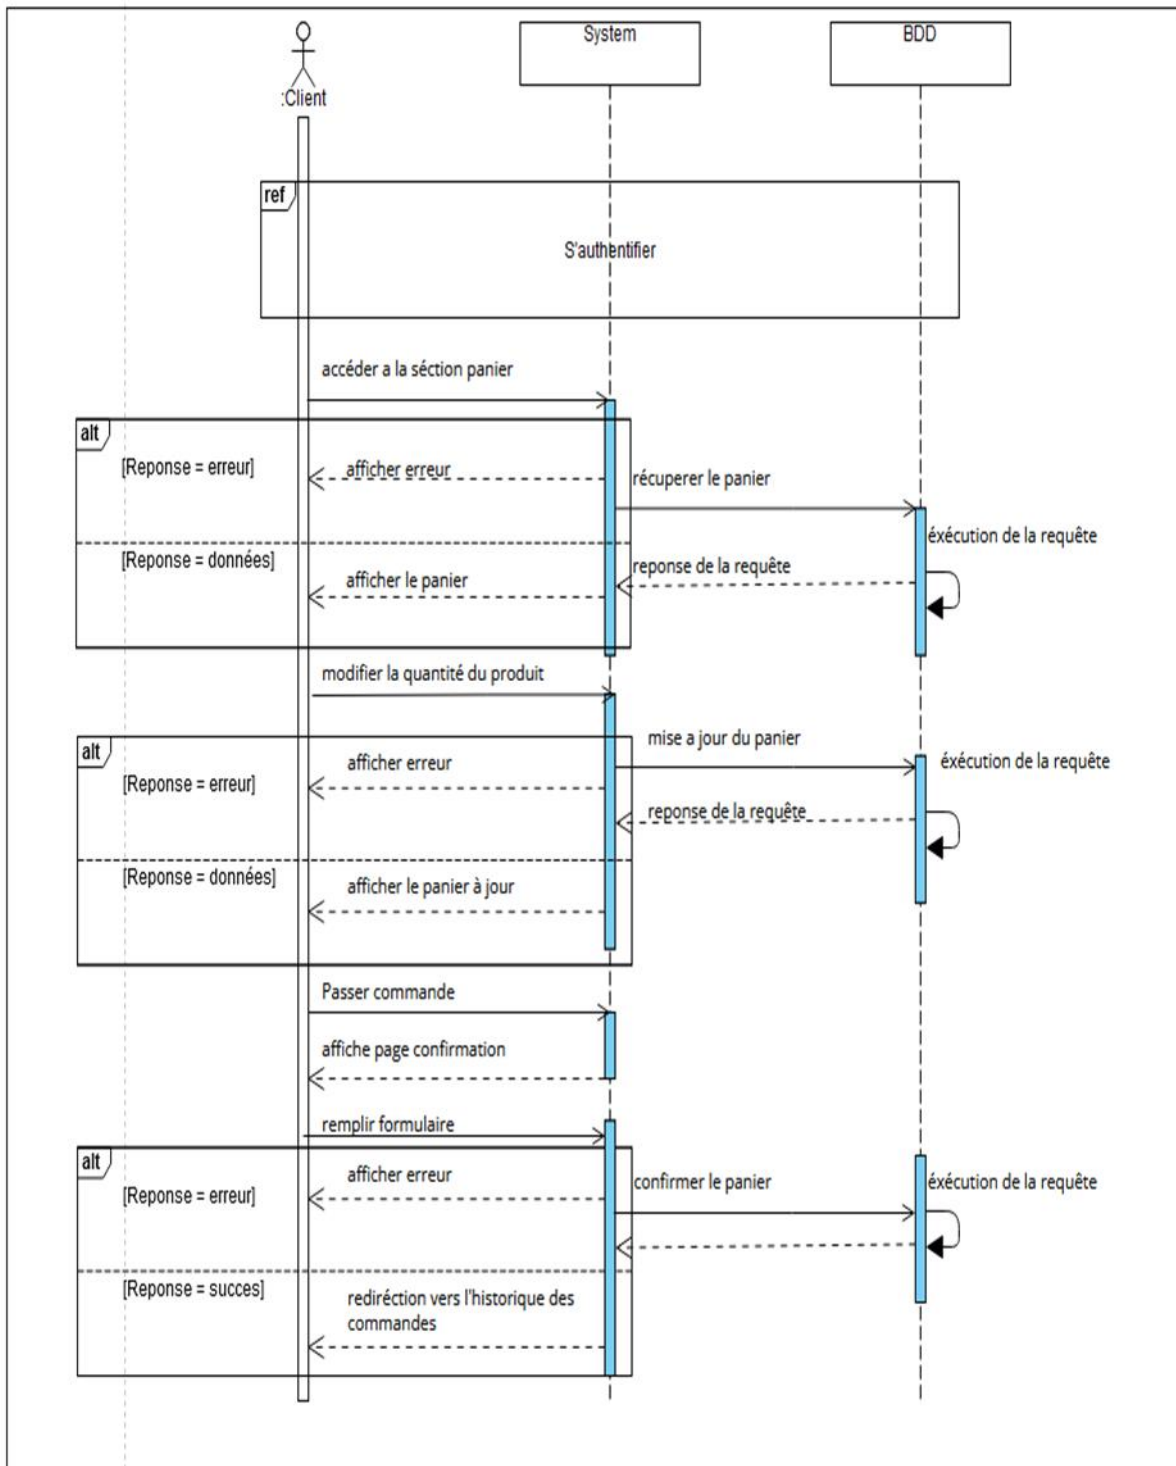 System
BDD
:Client
ref
S'authentifier
accéder a la séction panier
alt
[Reponse = erreur]
afficher erreur
récuperer le panier
éxécution de la requête
[Reponse = données]
reponse de la requête
afficher le panier
modifier la quantité du produit
alt
mise a jour du panier
éxécution de la requête
afficher erreur
[Reponse = erreur]
reponse de la requête
[Reponse = données]
afficher le panier à jour
Passer commande
affiche page confirmation
remplir formulaire
alt
afficher erreur
confirmer le panier
éxécution de la requête
[Reponse = erreur]
[Reponse = succes]
rediréction vers l'historique des
commandes